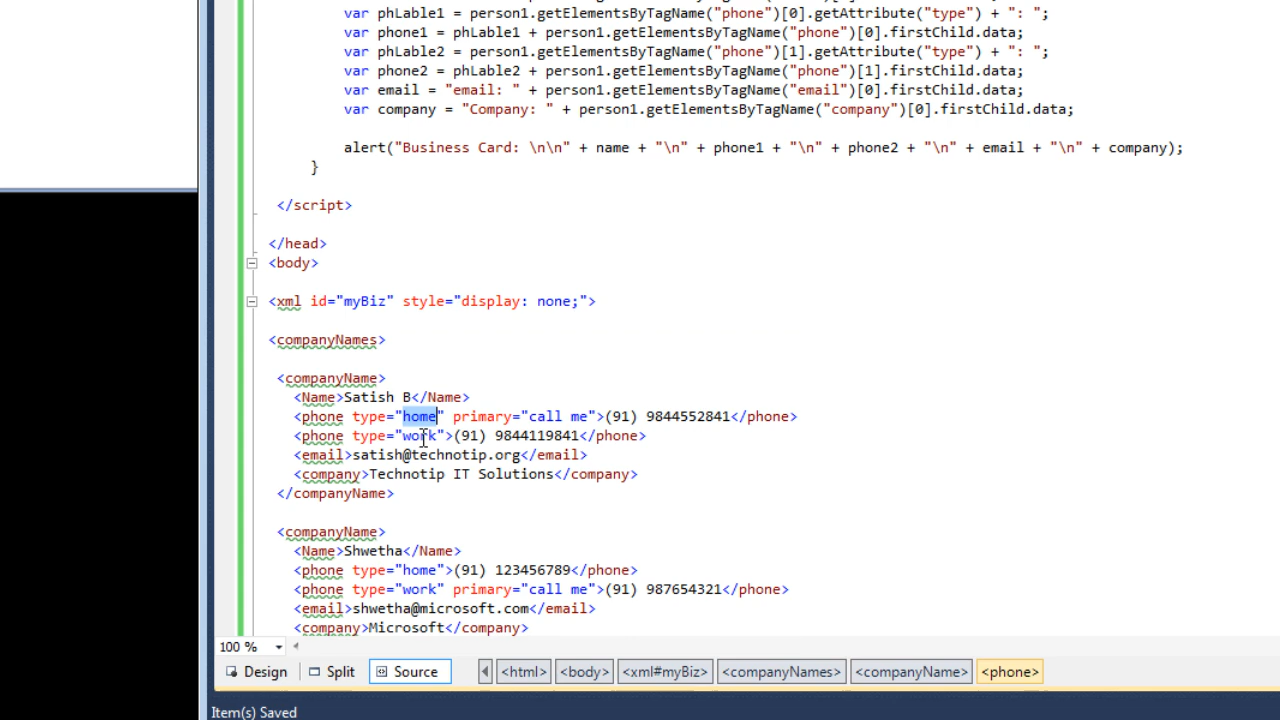 var phLable1 = person1.getElementsByTagName("phone")[0].getAttribute("type") + ": ";
var phone1 = phLable1 + person1.getElementsByTagName("phone")[0].firstChild.data;
var phLable2 = person1.getElementsByTagName("phone")[1].getAttribute("type") + ": ";
var phone2 = phLable2 + person1.getElementsByTagName("phone")[1].firstChild.data;
var email = "email: " + person1.getElementsByTagName("email")[0].firstChild.data;
var company = "Company: " + person1.getElementsByTagName("company")[0].firstChild.data;
alert("Business Card: \n\n" + name + "\n" + phone1 + "\n" + phone2 + "\n" + email + "\n" + company);
}
</script>
</head>
<body>
<xml id="myBiz" style="display: none;">
<companyNames>
<companyName>
<Name>Satish B</Name>
<phone type="home" primary="call me">(91) 9844552841</phone>
<phone type="work">(91) 9844119841</phone>
<email>satish@technotip.org</email>
<company>Technotip IT Solutions</company>
</companyName>
<companyName>
<Name>Shwetha</Name>
<phone type="home">(91) 123456789</phone>
<phone type="work" primary="call me">(91) 987654321</phone>
<email>shwetha@microsoft.com</email>
<company>Microsoft</company>
100 %
Design Split Source <html> <body> <xml#myBiz> <companyNames> <companyName> <phone>
Item(s) Saved